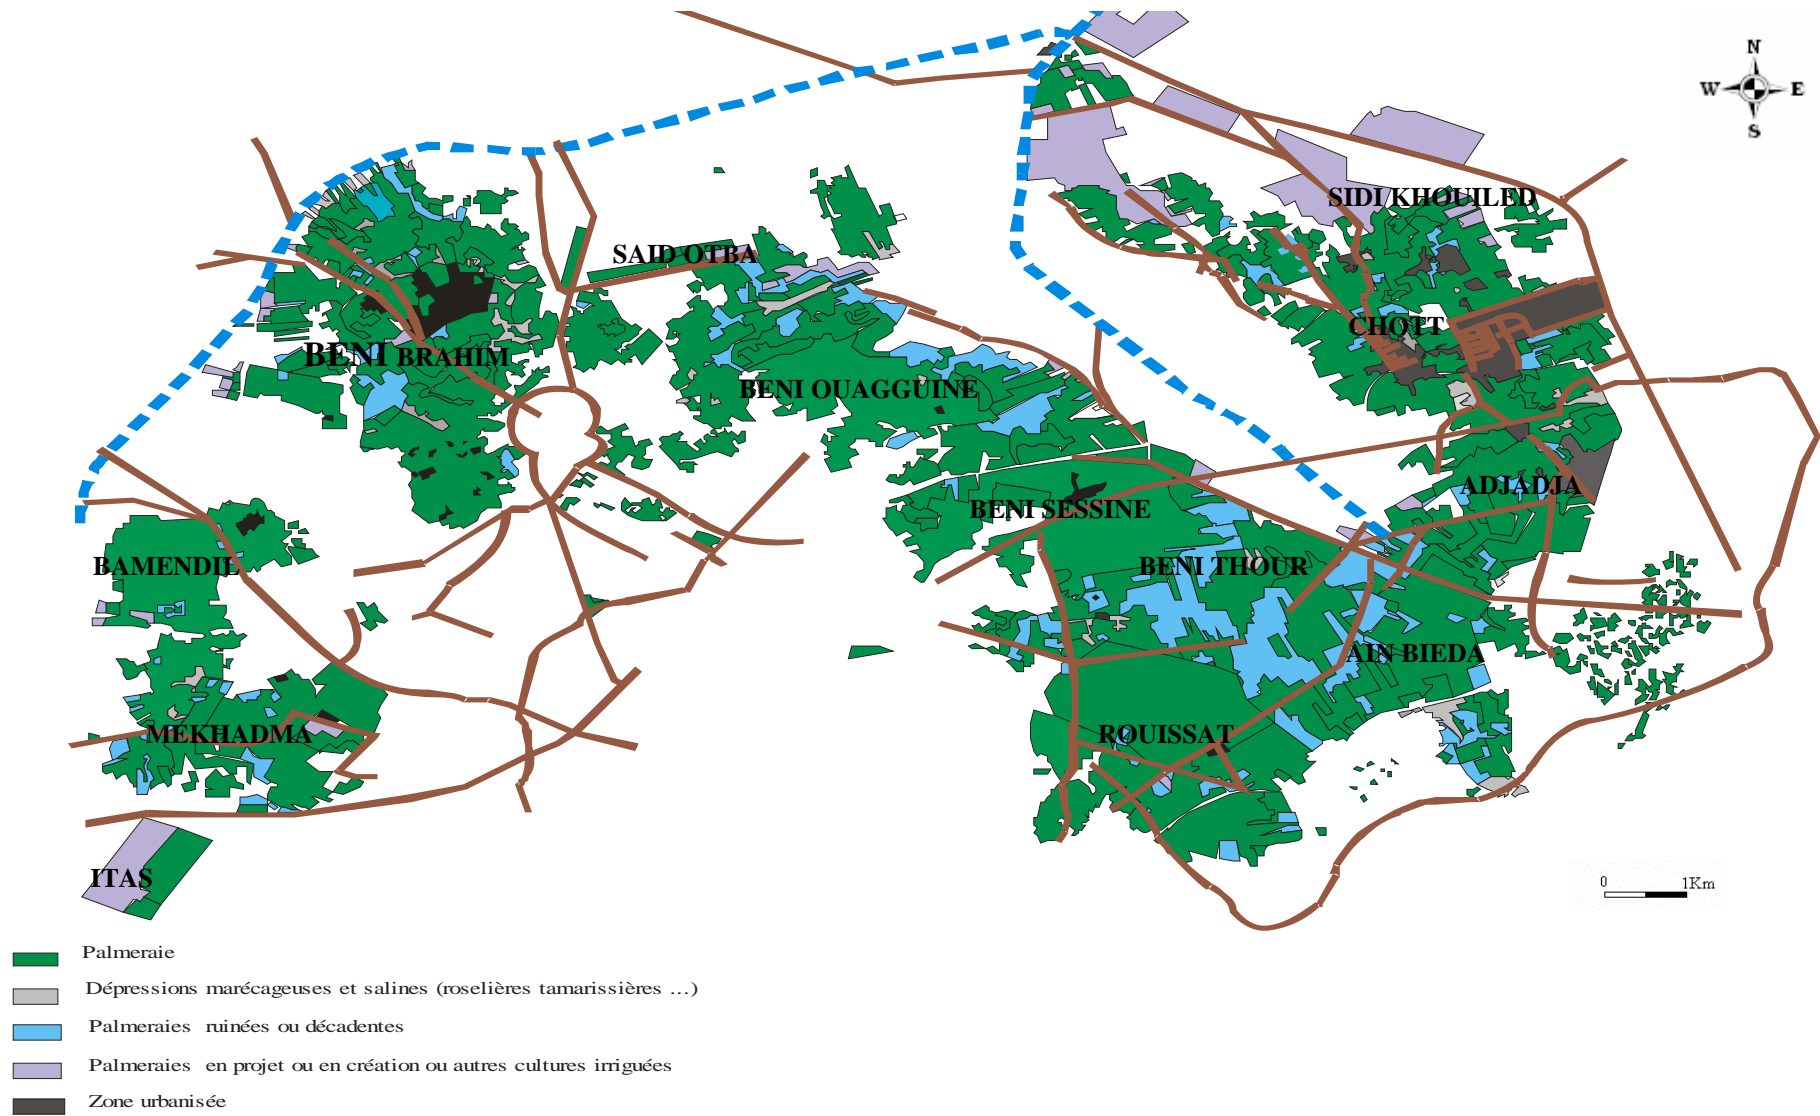 N
W E
S
SIDI KHOUILED
SAID OTBA
CHOTT
BENI BRAHIM
BENI OUAGGUINE
ADJADJA
BENI SESSINE
BAMENDIL
BENI THOUR
AIN BIEDA
MEKHADMA
ROUISSAT
ITAS
0 1Km
Palmeraie
Dépressions marécageuses et salines (roselières tamarissières ...)
Palmeraies ruinées ou décadentes
Palmeraies en projet ou en création ou autres cultures irriguées
Zone urbanisée